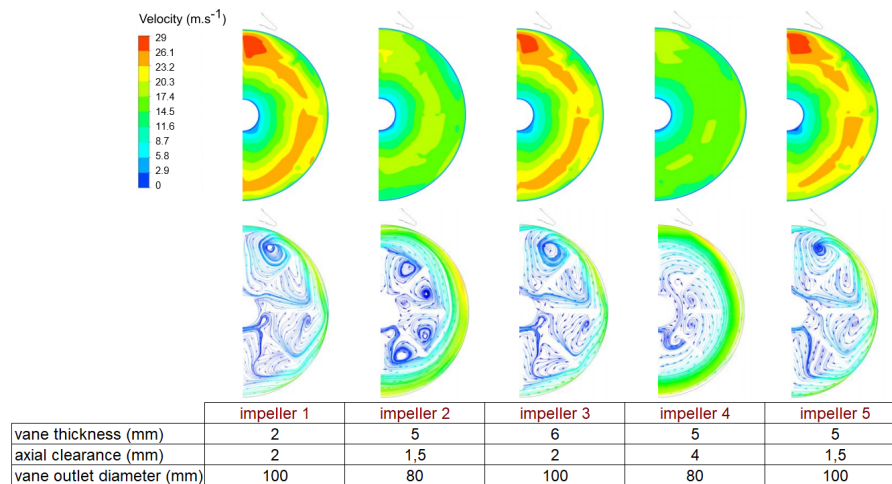 Velocity (m.s-1)
29
26.1
23.2
20.3
17.4
14.5
11.6
8.7
5.8
2.9
0
impeller 1 impeller 2 impeller 3 impeller 4 impeller 5
vane thickness (mm) 2 5 6 5 5
axial clearance (mm) 2 1,5 2 4 1,5
vane outlet diameter (mm) 100 80 100 80 100